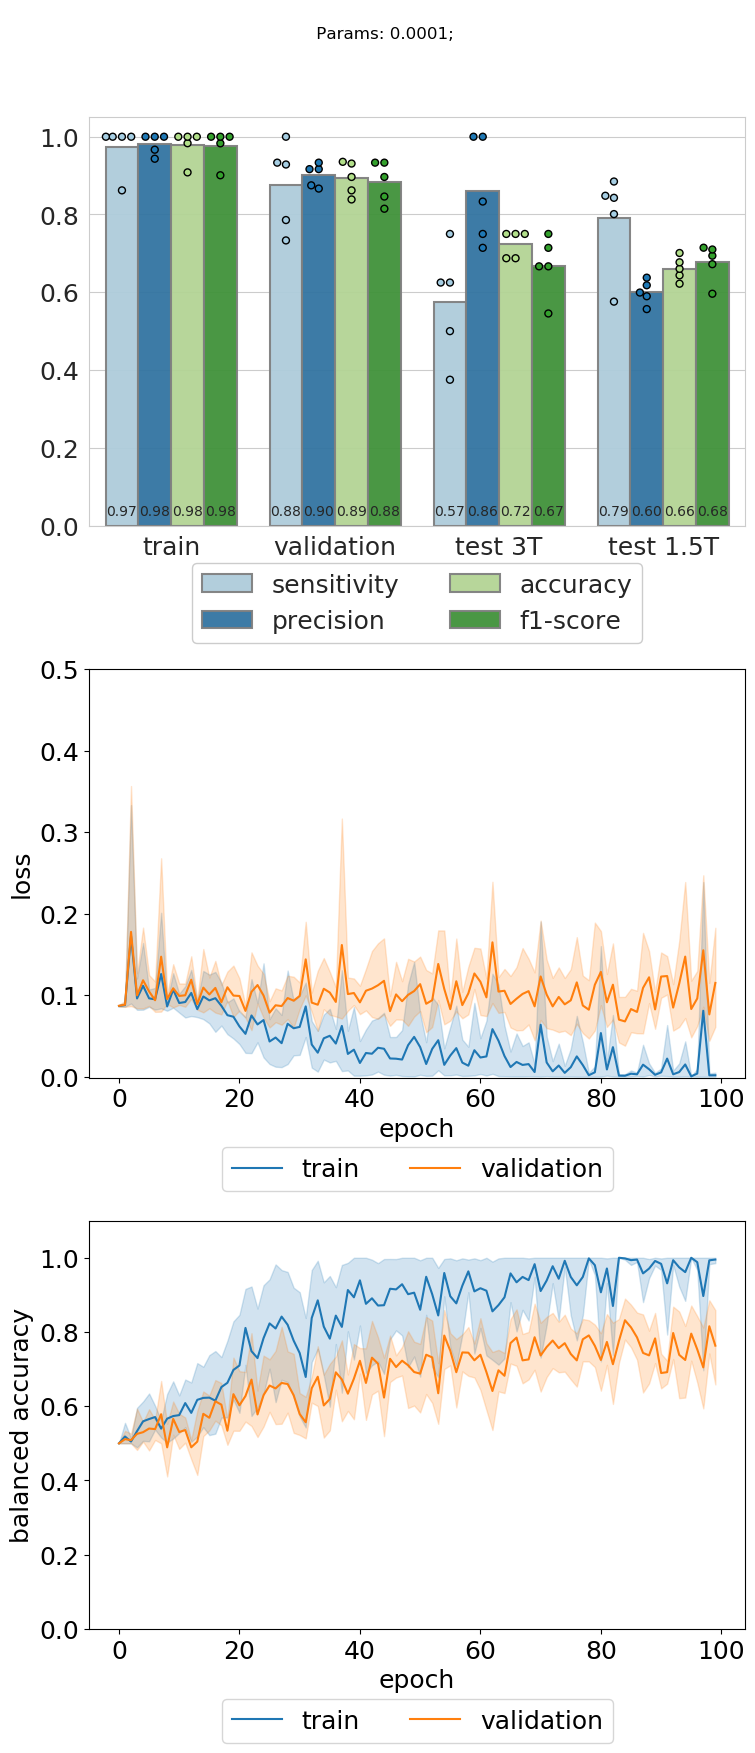 Params: 0.0001;
1.0
0.8
0.6
0.4
0.2
0.0
0.97 0.98 0.98 0.98 0.88 0.90 0.89 0.88 0.57 0.86 0.72 0.67 0.79 0.60 0.66 0.68
train validation test 3T test 1.5T
sensitivity accuracy
precision f1-score
0.5
0.4
0.3
0.2
0.1
0.0
loss
0 20 40 60 80 100
epoch
train validation
1.0
0.8
0.6
0.4
0.2
0.0
balanced accuracy
0 20 40 60 80 100
epoch
train validation